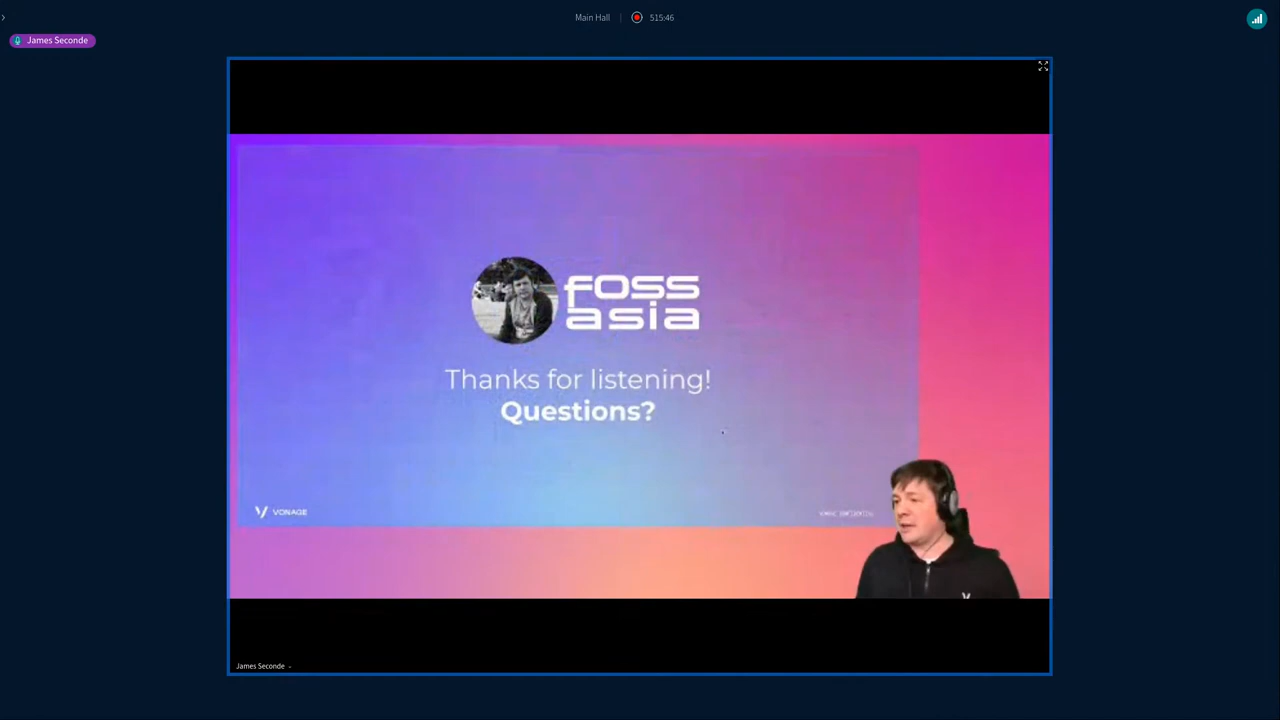 Main Hall
515:46
James Seconde
foss
asia
Thanks for listening!
Questions?
VONAGE
James Seconde